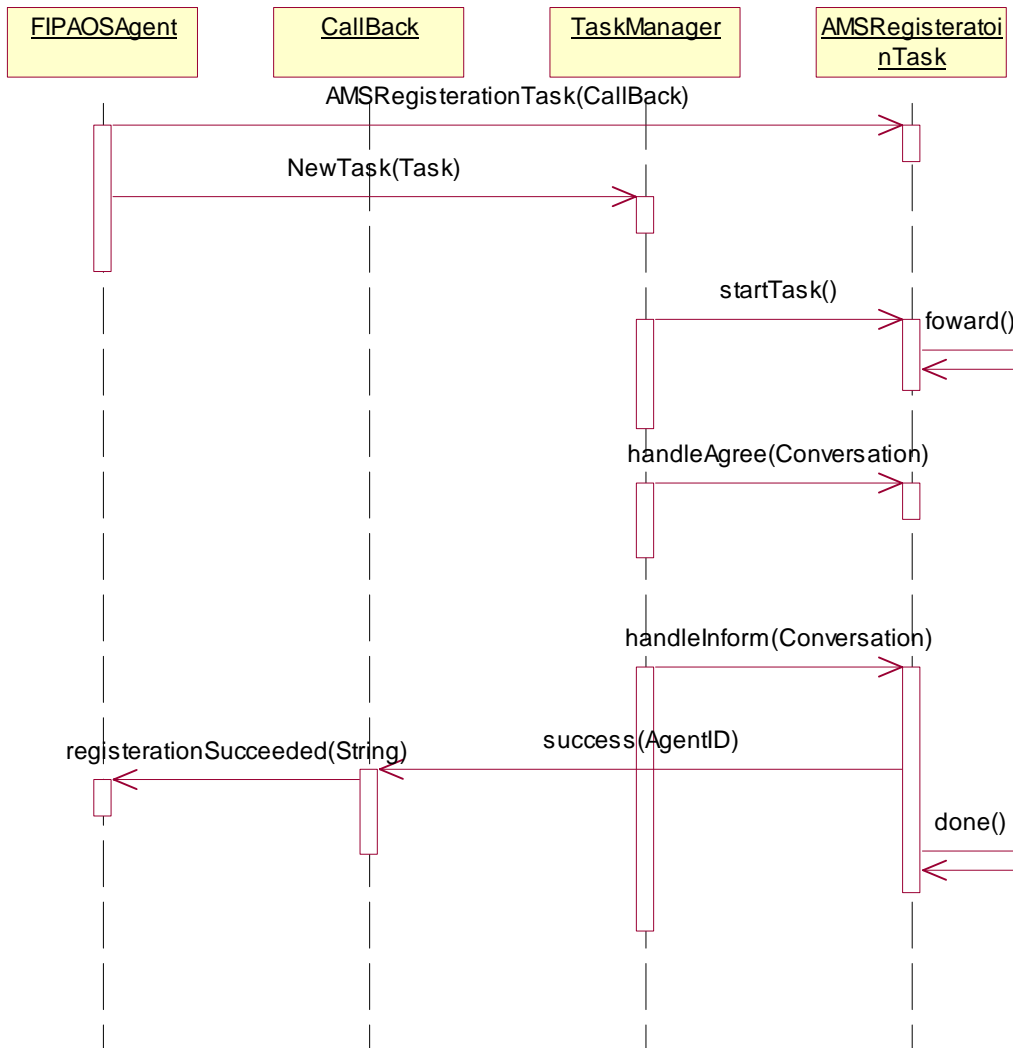 FIPAOSAgent
CallBack
TaskManager
AMSRegisteratoi
nTask
AMSRegisterationTask(CallBack)
NewTask(Task)
startTask()
foward()
handleAgree(Conversation)
handleInform(Conversation)
success(AgentID)
registerationSucceeded(String)
done()